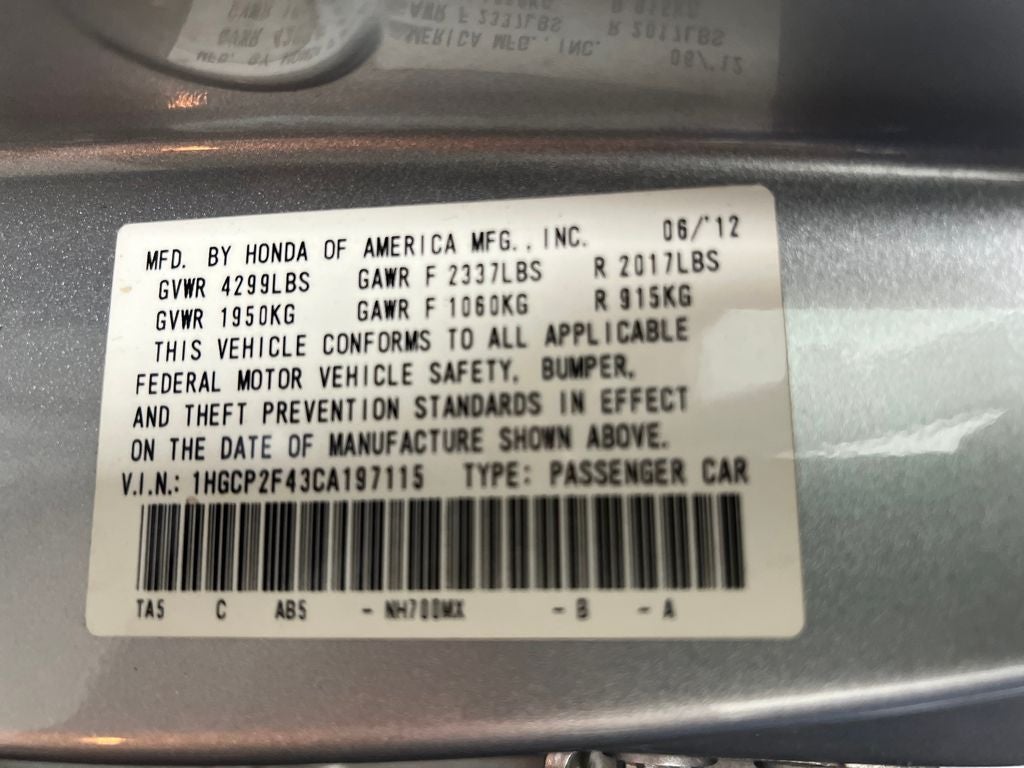 MFD. BY HONDA OF AMERICA MFG., INC. 06/'12
GVWR 4299LBS GAWR F 2337LBS R 2017LBS
GVWR 1950KG GAWR F 1060KG R 915KG
THIS VEHICLE CONFORMS TO ALL APPLICABLE
FEDERAL MOTOR VEHICLE SAFETY, BUMPER,
AND THEFT PREVENTION STANDARDS IN EFFECT
ON THE DATE OF MANUFACTURE SHOWN ABOVE.
V.I.N.: 1HGCP2F43CA197115 TYPE: PASSENGER CAR
TA5 C AB5 - NH700MX - B - A